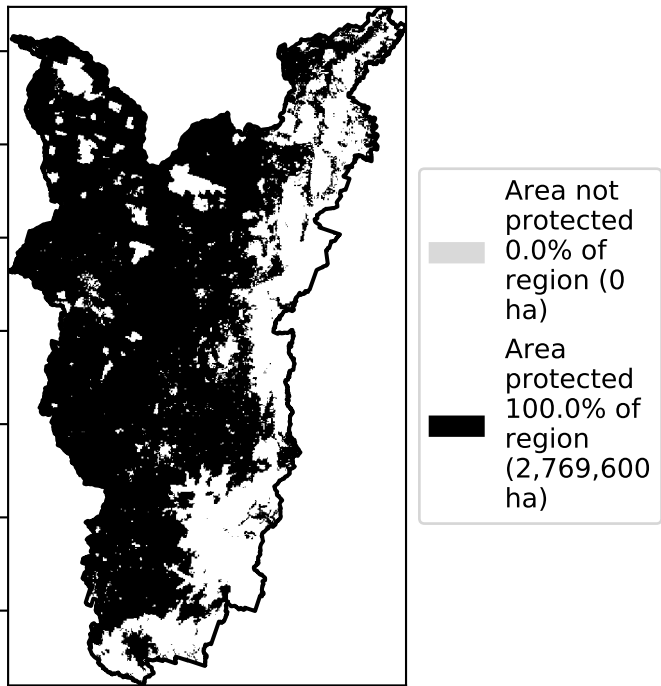 Area not
protected
0.0% of
region (0
ha)
Area
protected
100.0% of
region
(2,769,600
ha)